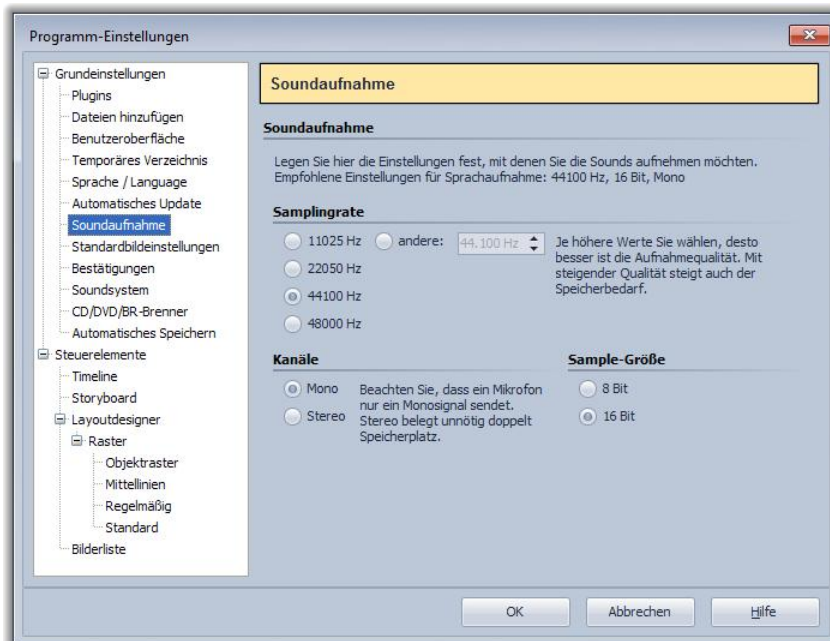 Programm-Einstellungen
Grundeinstellungen
Plugins
Dateien hinzufügen
Benutzeroberfläche
Temporäres Verzeichnis
Sprache / Language
Automatisches Update
Soundaufnahme
Standardbildeinstellungen
Bestätigungen
Soundsystem
CD/DVD/BR-Brenner
Automatisches Speichern
Steuerelemente
Timeline
Storyboard
Layoutdesigner
Raster
Objektraster
Mittellinien
Regelmäßig
Standard
Bilderliste
Soundaufnahme
Soundaufnahme
Legen Sie hier die Einstellungen fest, mit denen Sie die Sounds aufnehmen möchten.
Empfohlene Einstellungen für Sprachaufnahme: 44100 Hz, 16 Bit, Mono
Samplingrate
11025 Hz
andere:
44.100 Hz
22050 Hz
44100 Hz
48000 Hz
Je höhere Werte Sie wählen, desto
besser ist die Aufnahmequalität. Mit
steigender Qualität steigt auch der
Speicherbedarf.
Kanäle
Mono
Stereo
Beachten Sie, dass ein Mikrofon
nur ein Monosignal sendet.
Stereo belegt unnötig doppelt
Speicherplatz.
Sample-Größe
8 Bit
16 Bit
OK
Abbrechen
Hilfe